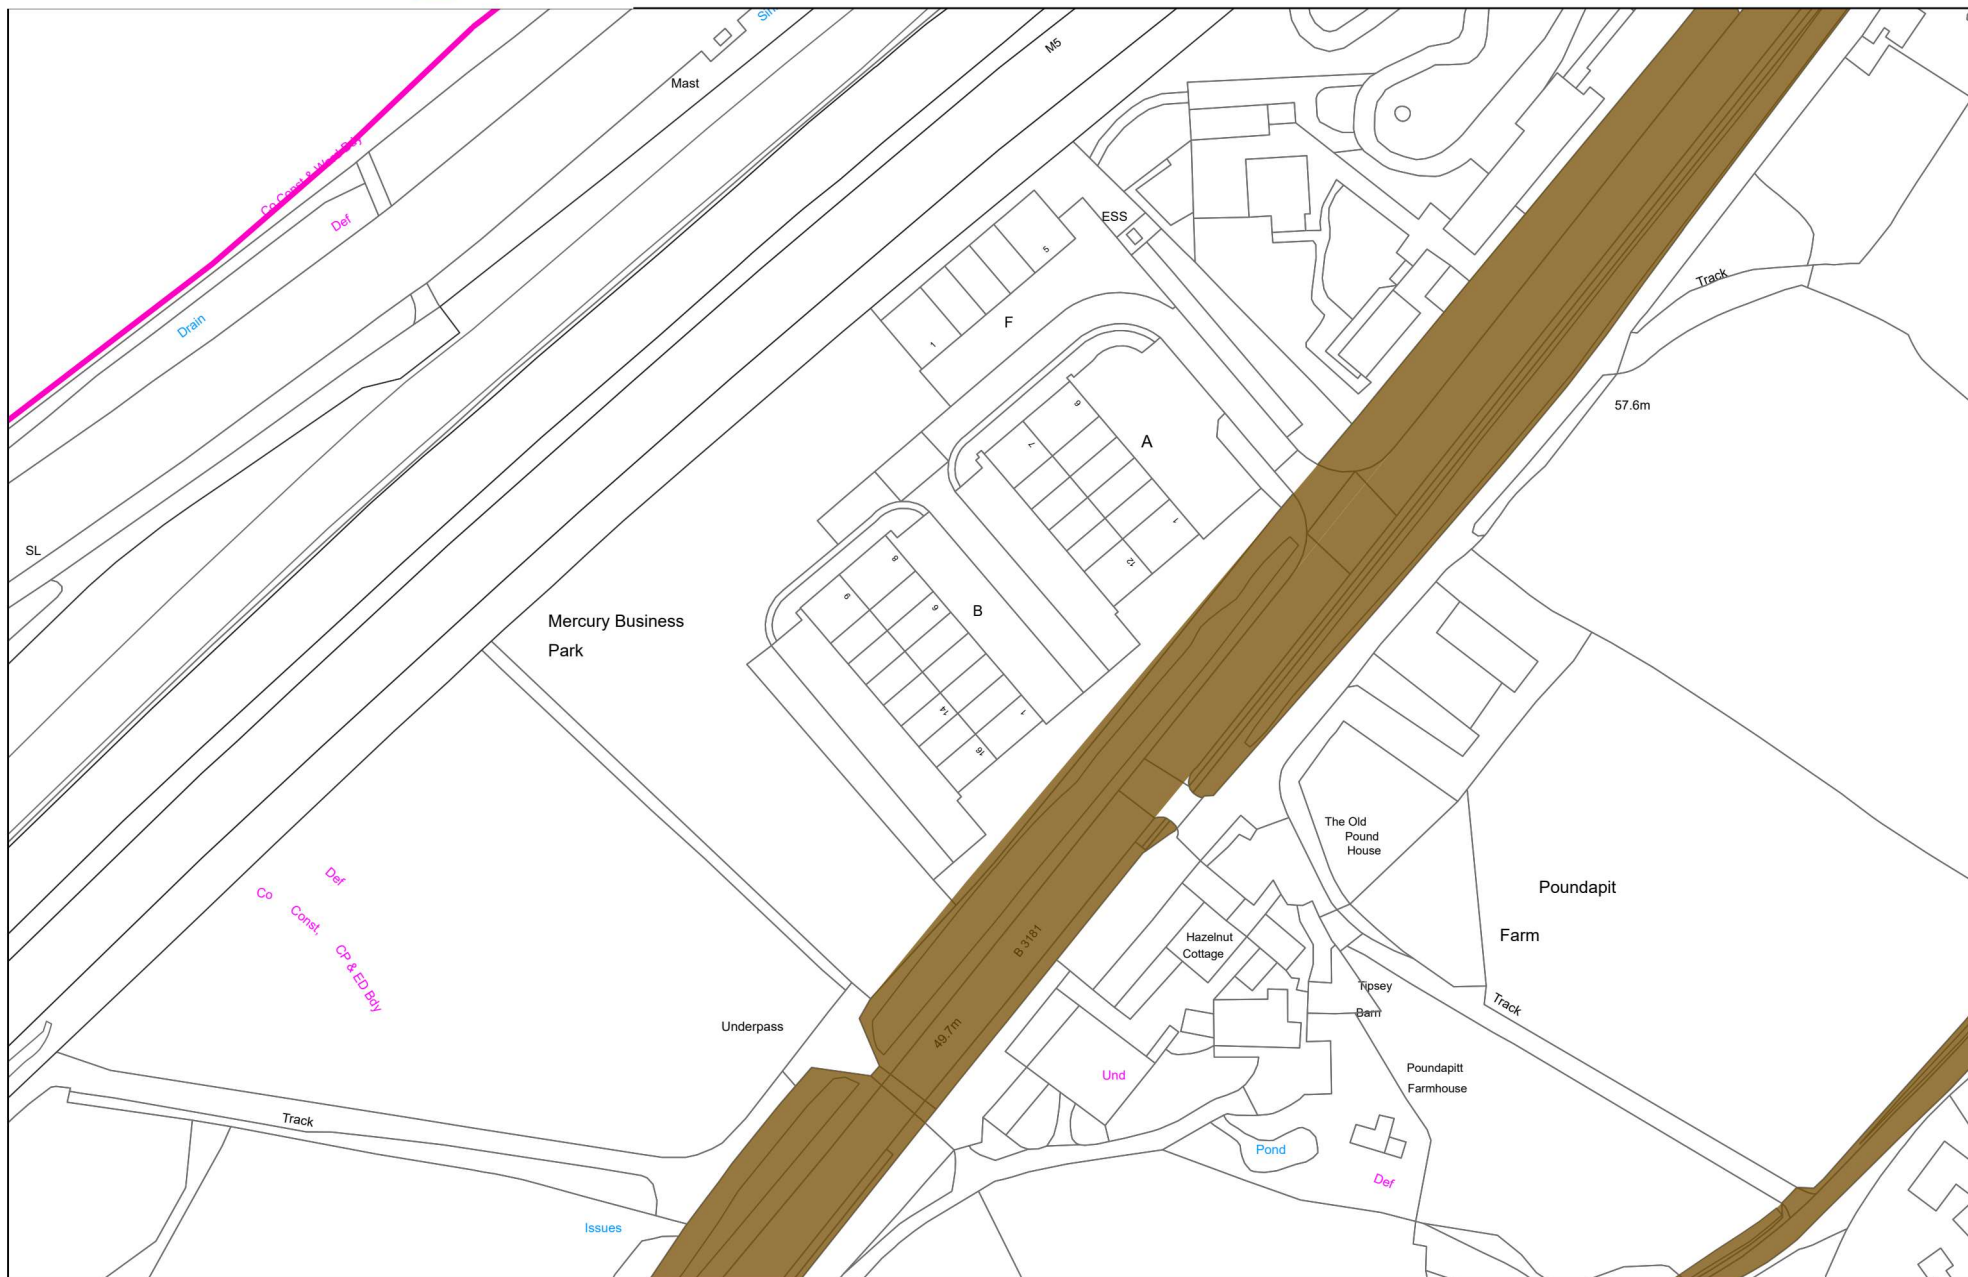 Mast
M5
Co Const & Ward Bdy
Def
ESS
Track
Drain
5
F
1
57.6m
9
A
7
SL
1
12
8
Mercury Business
Park
9
6
B
14
1
16
The Old
Pound
House
Def
Co
Const,
CP & ED Bdy
Poundapit
Farm
B 3181
Hazelnut
Cottage
Tipsey
Barn
Track
Underpass
49.7m
Und
Poundapitt
Farmhouse
Track
Pond
Def
Issues